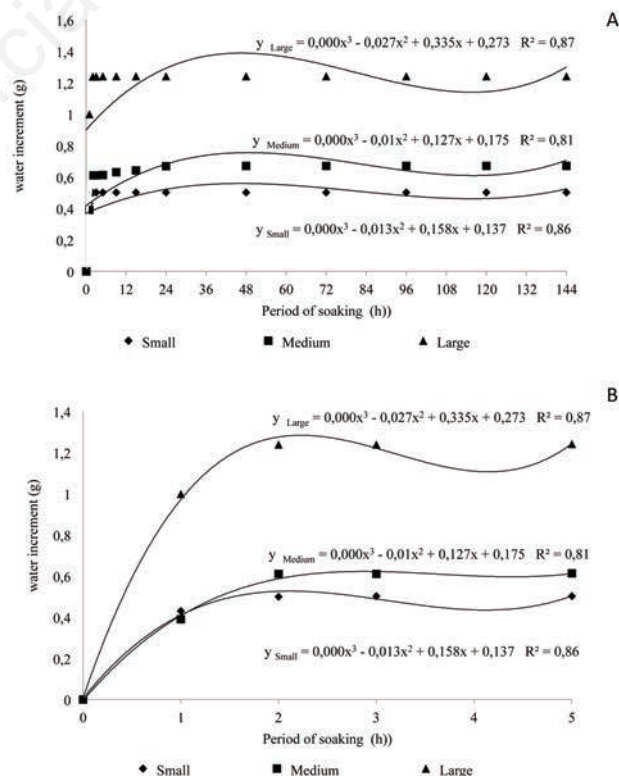 A
1,6
y Large = 0,000x³ - 0,027x² + 0,335x + 0,273 R² = 0,87
1,4
1,2
1
y Medium = 0,000x³ - 0,01x² + 0,127x + 0,175 R² = 0,81
0,8
0,6
0,4
y Small = 0,000x³ - 0,013x² + 0,158x + 0,137 R² = 0,86
0,2
0
water increment (g)
0 12 24 36 48 60 72 84 96 108 120 132 144
Period of soaking (h))
Small Medium Large
B
1,4
y Large = 0,000x³ - 0,027x² + 0,335x + 0,273 R² = 0,87
1,2
1
0,8
y Medium = 0,000x³ - 0,01x² + 0,127x + 0,175 R² = 0,81
0,6
0,4
y Small = 0,000x³ - 0,013x² + 0,158x + 0,137 R² = 0,86
0,2
0
water increment (g)
0 1 2 3 4 5
Period of soaking (h))
Small Medium Large